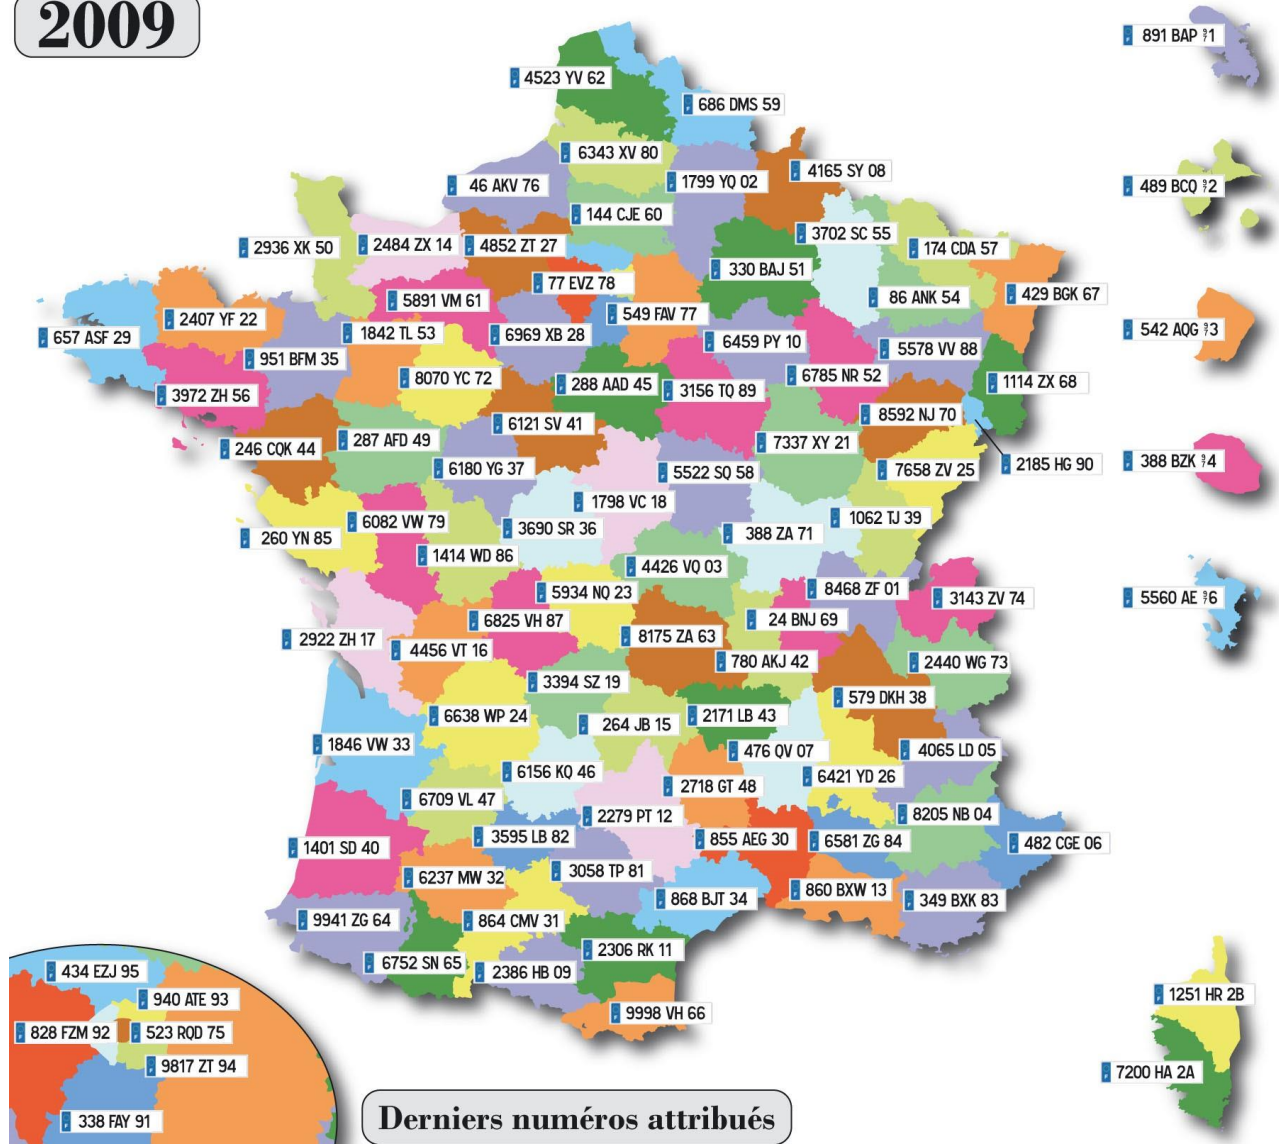 2009
891 BAP 971
4523 YV 62
686 DMS 59
6343 XV 80
4165 SY 08
46 AKV 76
1799 YQ 02
489 BCQ 972
144 CJE 60
3702 SC 55
2936 XK 50
2484 ZX 14
4852 ZT 27
174 CDA 57
330 BAJ 51
77 EVZ 78
5891 VM 61
86 ANK 54
429 BGK 67
2407 YF 22
549 FAV 77
657 ASF 29
1842 TL 53
6969 XB 28
6459 PY 10
542 AQG 973
951 BFM 35
5578 VV 88
8070 YC 72
288 AAD 45
6785 NR 52
3972 ZH 56
3156 TQ 89
1114 ZX 68
8592 NJ 70
6121 SV 41
246 CQK 44
287 AFD 49
7337 XY 21
6180 YG 37
5522 SQ 58
7658 ZV 25
2185 HG 90
388 BZK 974
1798 VC 18
6082 VW 79
1062 TJ 39
260 YN 85
3690 SR 36
388 ZA 71
1414 WD 86
4426 VQ 03
5934 NQ 23
8468 ZF 01
3143 ZV 74
5560 AE 976
6825 VH 87
24 BNJ 69
2922 ZH 17
8175 ZA 63
4456 VT 16
780 AKJ 42
2440 WG 73
3394 SZ 19
579 DKH 38
6638 WP 24
264 JB 15
2171 LB 43
1846 VW 33
476 QV 07
4065 LD 05
6156 KQ 46
6421 YD 26
2718 GT 48
6709 VL 47
2279 PT 12
8205 NB 04
3595 LB 82
855 AEG 30
6581 ZG 84
482 CGE 06
1401 SD 40
6237 MW 32
3058 TP 81
860 BXW 13
868 BJT 34
349 BXK 83
9941 ZG 64
864 CMV 31
2306 RK 11
6752 SN 65
2386 HB 09
434 EZJ 95
940 ATE 93
1251 HR 2B
9998 VH 66
828 FZM 92
523 RQD 75
9817 ZT 94
7200 HA 2A
338 FAY 91
Derniers numéros attribués